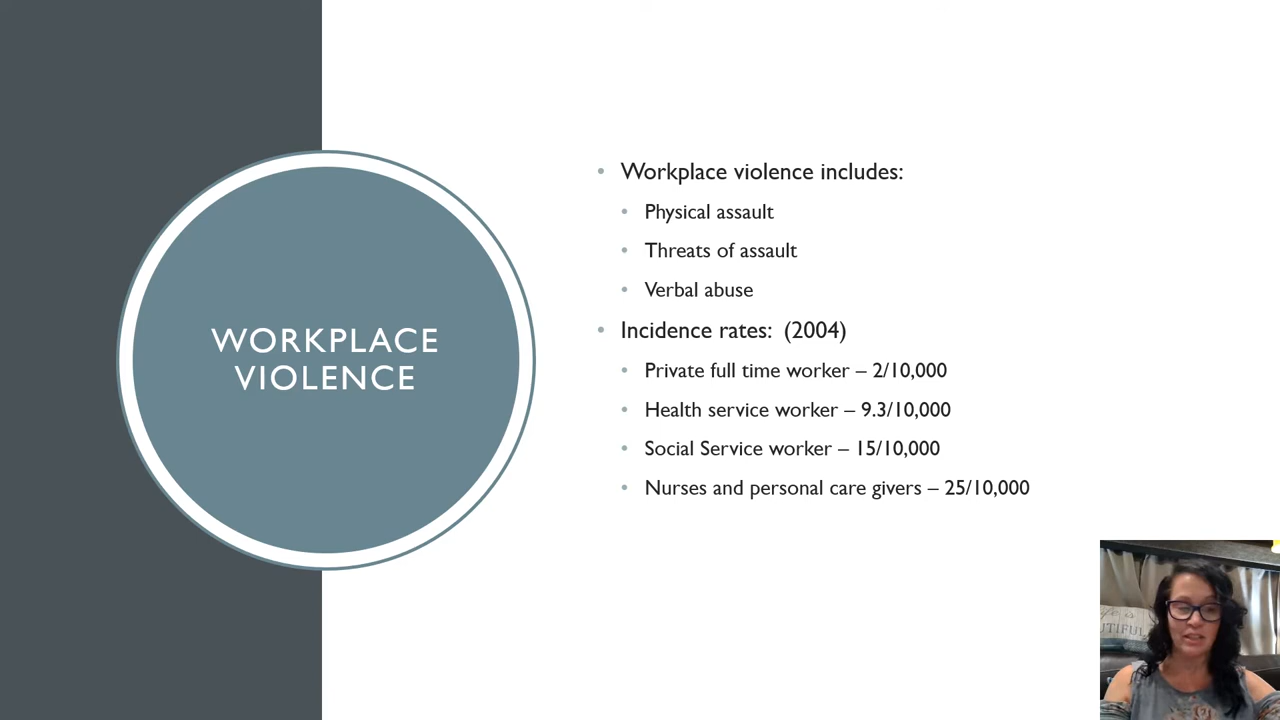 WORKPLACE
VIOLENCE
• Workplace violence includes:
• Physical assault
• Threats of assault
• Verbal abuse
• Incidence rates: (2004)
• Private full time worker – 2/10,000
• Health service worker – 9.3/10,000
• Social Service worker – 15/10,000
• Nurses and personal care givers – 25/10,000
UTIFUL